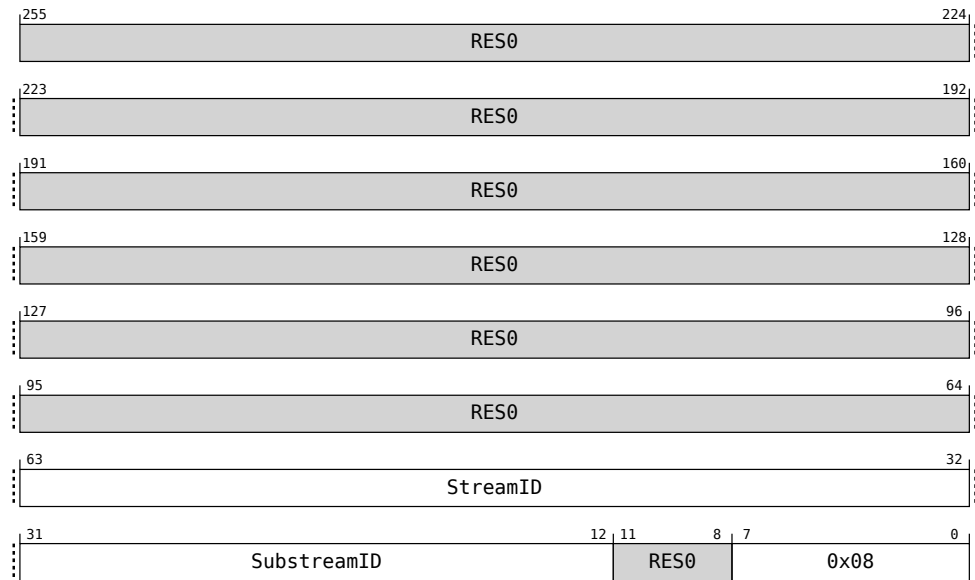 255 224
RES0
223 192
RES0
191 160
RES0
159 128
RES0
127 96
RES0
95 64
RES0
63 32
StreamID
31 12 11 8 7 0
SubstreamID RES0 0x08